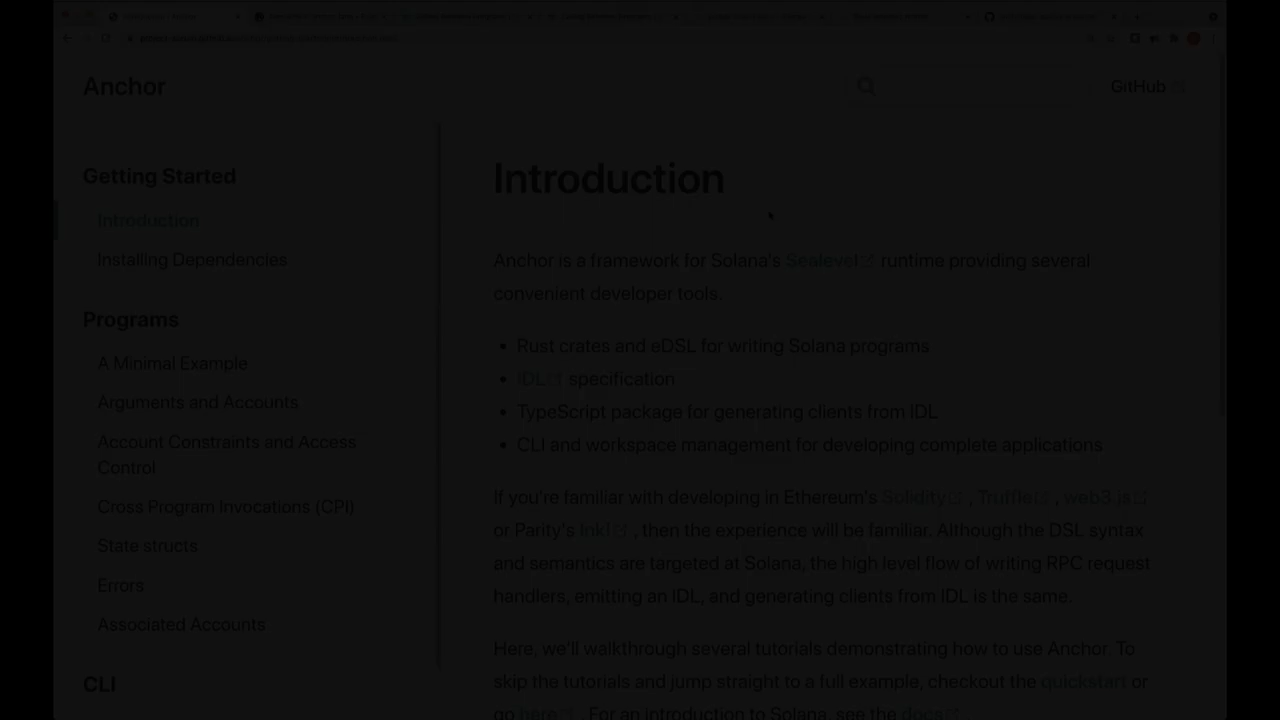 Anchor
GitHub
Getting Started
Introduction
Installing Dependencies
Programs
A Minimal Example
Arguments and Accounts
Account Constraints and Access
Control
Cross Program Invocations (CPI)
State structs
Errors
Associated Accounts
CLI
Introduction
Anchor is a framework for Solana's Sealevel runtime providing several
convenient developer tools.
• Rust crates and eDSL for writing Solana programs
• IDL specification
• TypeScript package for generating clients from IDL
• CLI and workspace management for developing complete applications
If you're familiar with developing in Ethereum's Solidity , Truffle , web3.js
or Parity's Ink! , then the experience will be familiar. Although the DSL syntax
and semantics are targeted at Solana, the high level flow of writing RPC request
handlers, emitting an IDL, and generating clients from IDL is the same.
Here, we'll walkthrough several tutorials demonstrating how to use Anchor. To
skip the tutorials and jump straight to a full example, checkout the quickstart or
go here . For an introduction to Solana, see the docs .